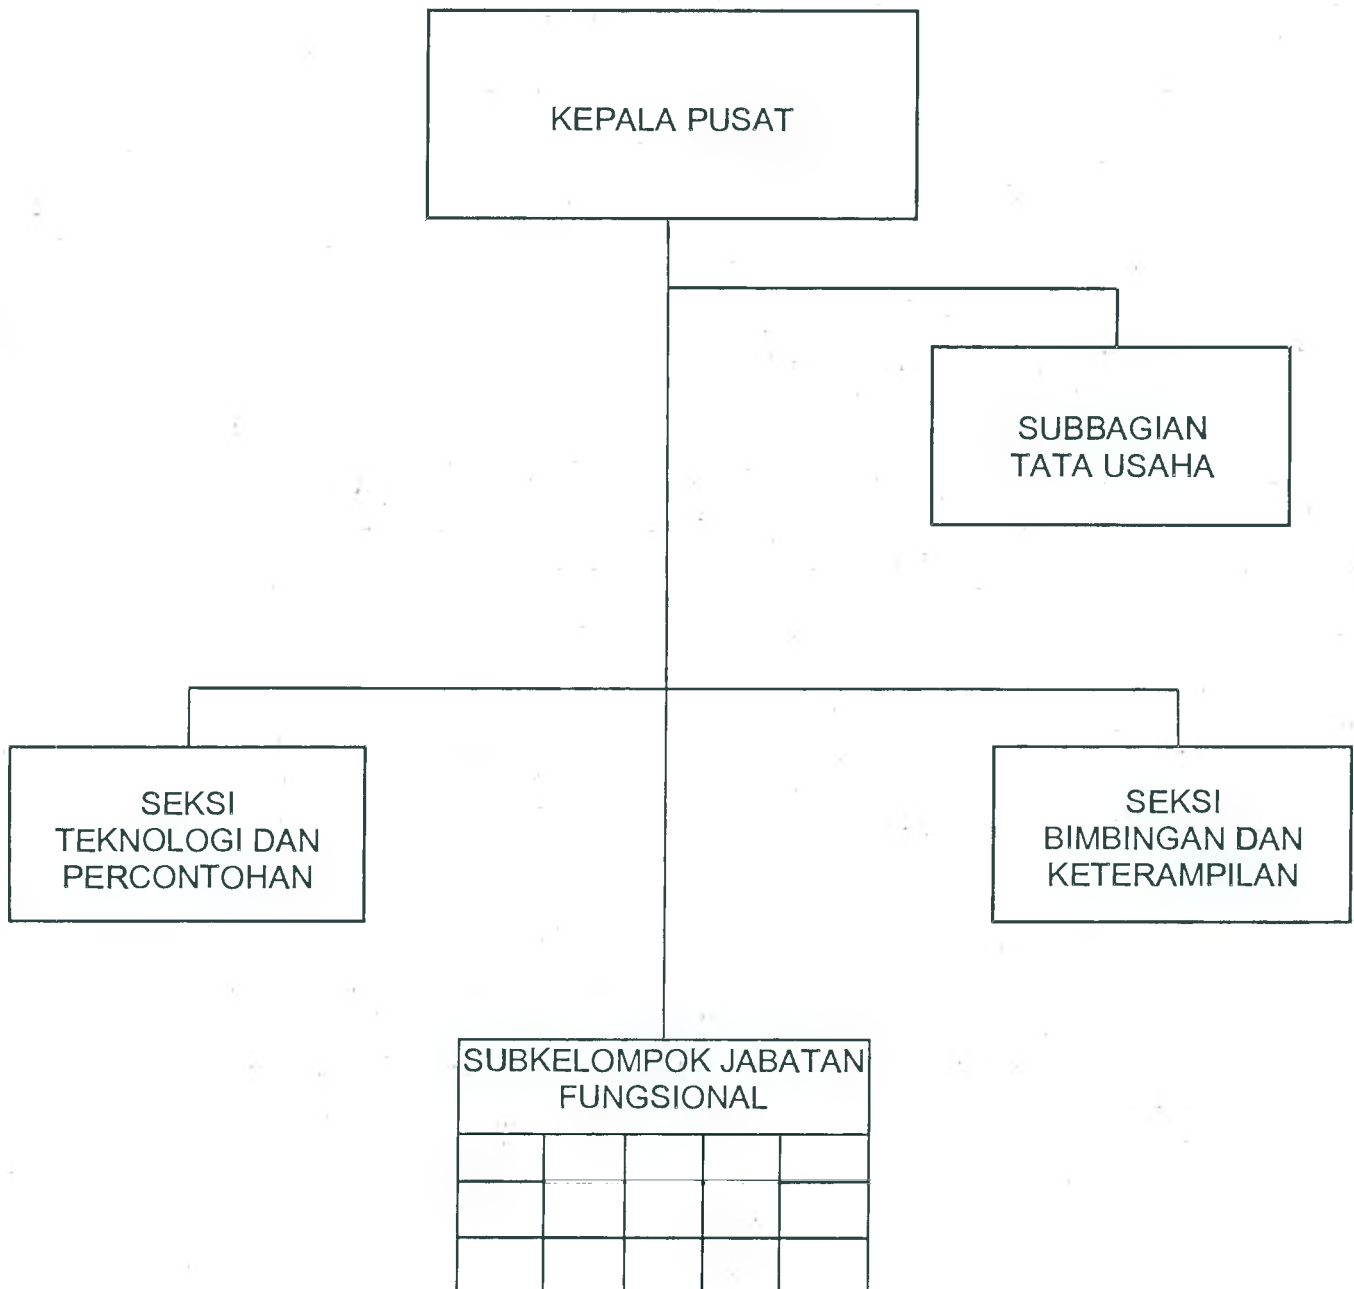 KEPALA PUSAT
SUBBAGIAN
TATA USAHA
SEKSI
TEKNOLOGI DAN
PERCONTOHAN
SEKSI
BIMBINGAN DAN
KETERAMPILAN
SUBKELOMPOK JABATAN
FUNGSIONAL